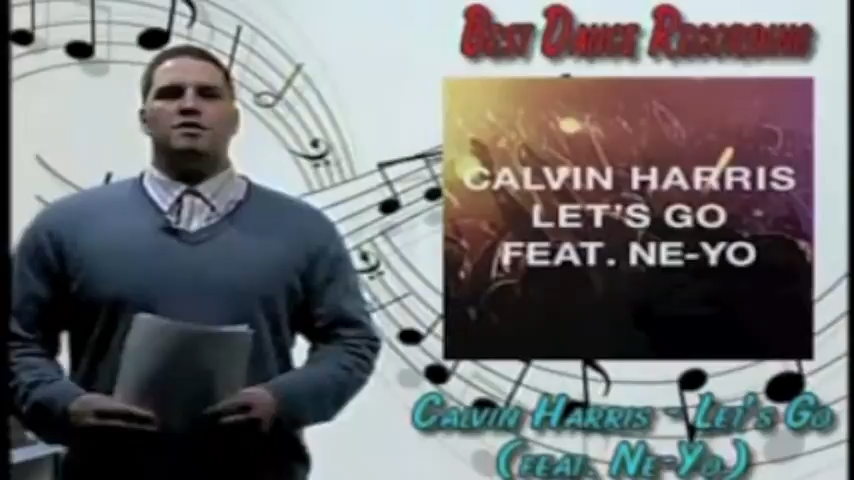 BEST DANCE RECORDING
CALVIN HARRIS
LET'S GO
FEAT. NE-YO
CALVIN HARRIS - LET'S GO
(FEAT. NE-YO)